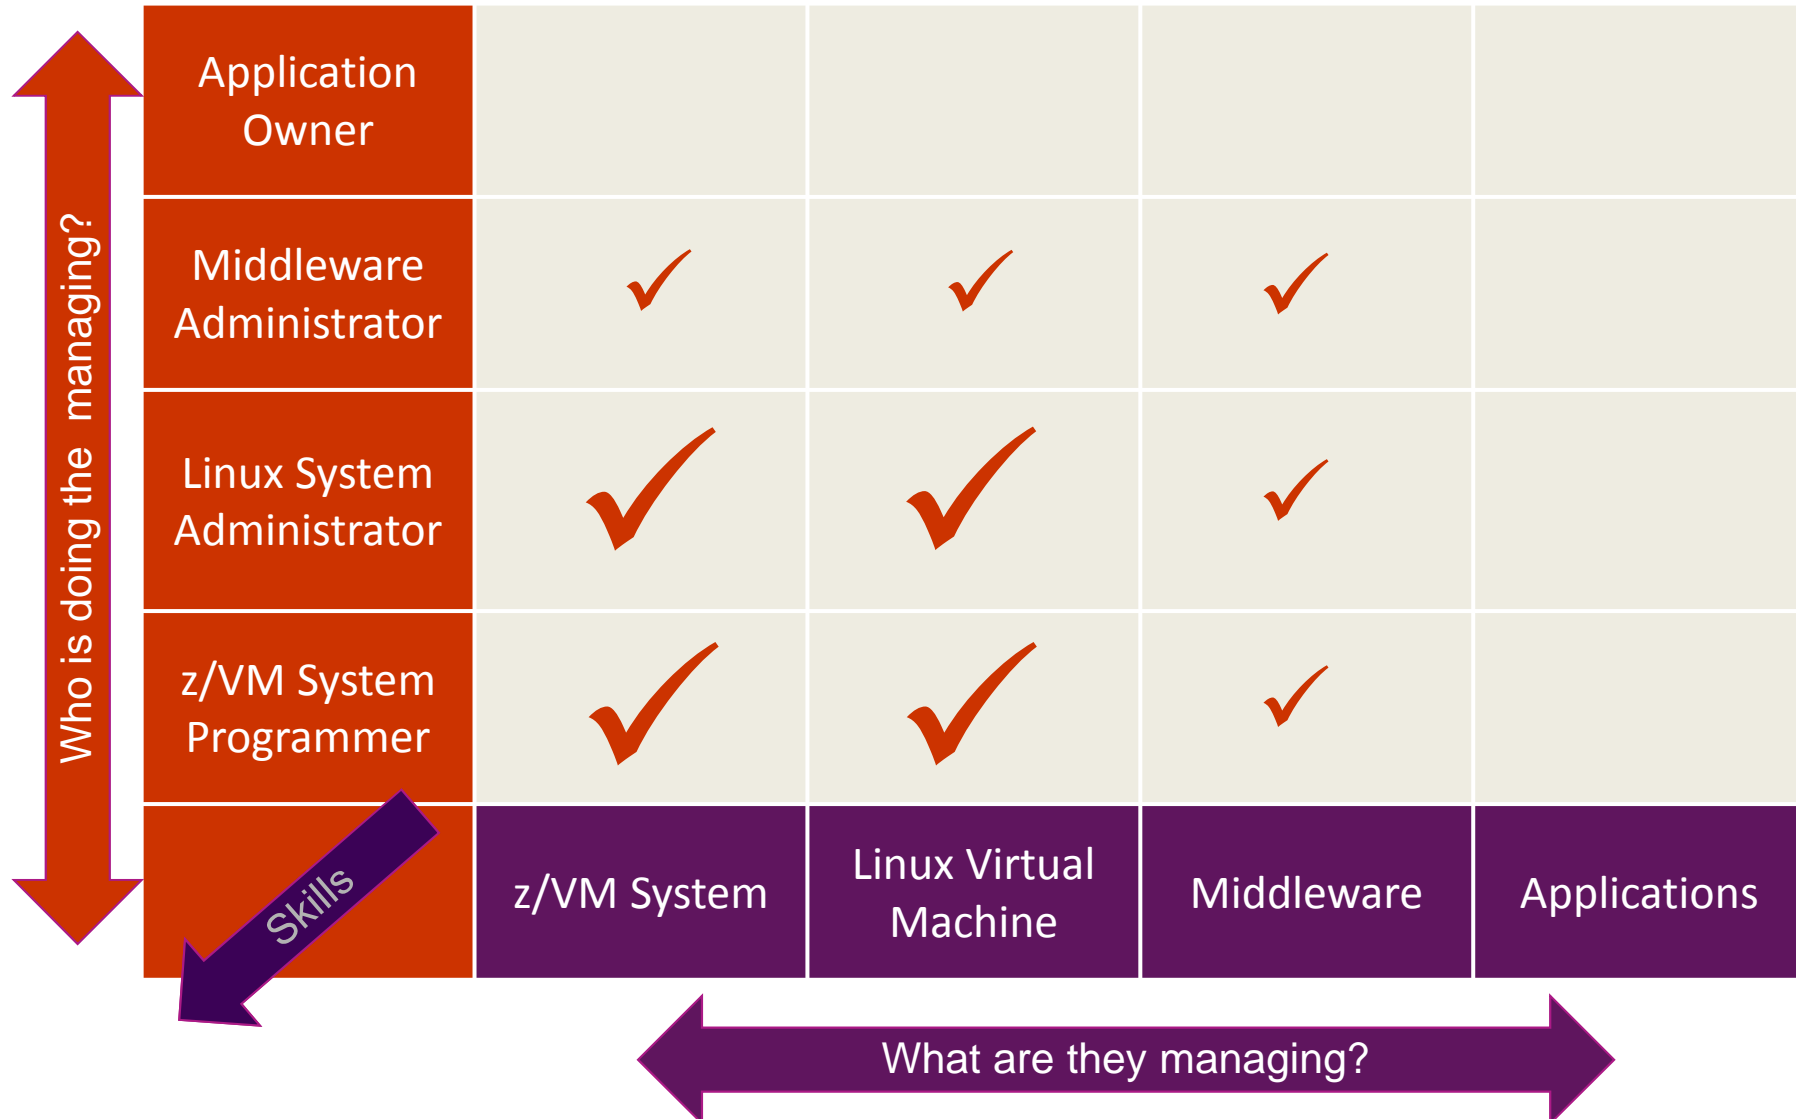 Who is doing the  managing?
Application
Owner
Middleware
Administrator
Linux System
Administrator
z/VM System
Programmer
Skills
z/VM System
Linux Virtual
Machine
Middleware
Applications
What are they managing?